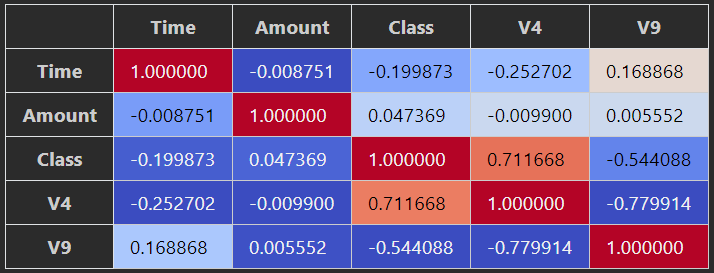 Time Amount Class V4 V9
Time 1.000000 -0.008751 -0.199873 -0.252702 0.168868
Amount -0.008751 1.000000 0.047369 -0.009900 0.005552
Class -0.199873 0.047369 1.000000 0.711668 -0.544088
V4 -0.252702 -0.009900 0.711668 1.000000 -0.779914
V9 0.168868 0.005552 -0.544088 -0.779914 1.000000